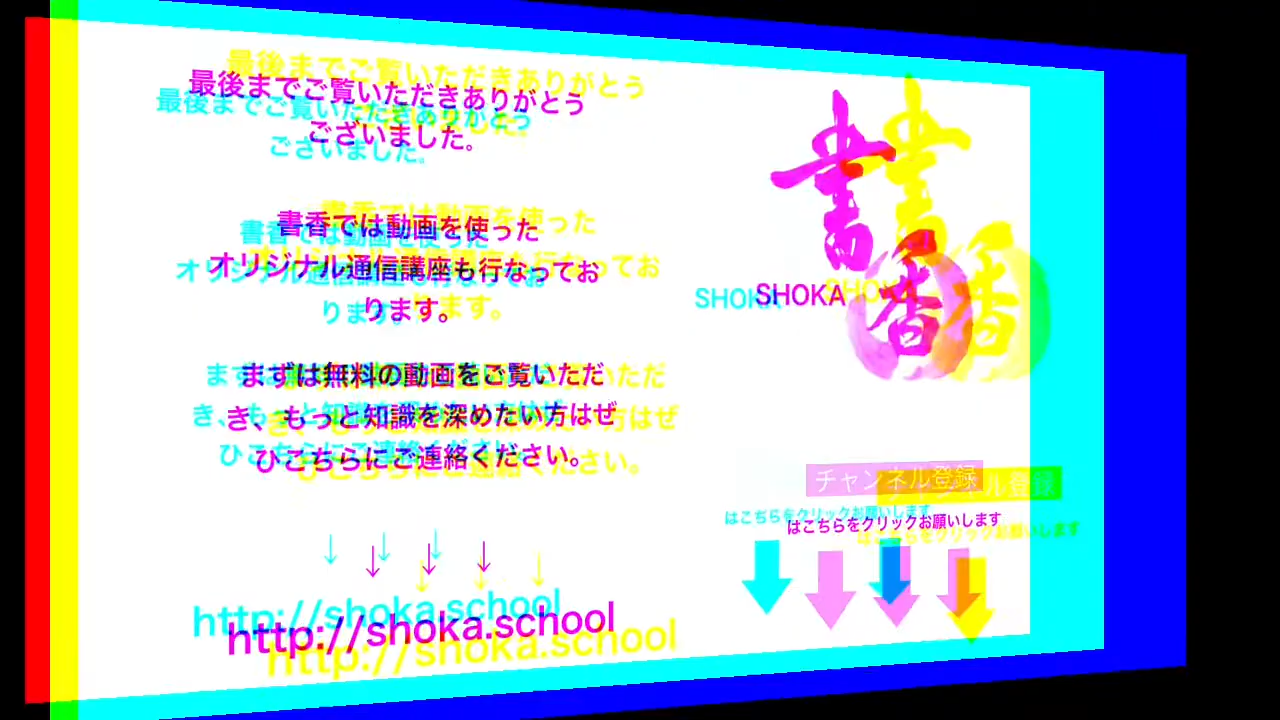 最後までご覧いただきありがとう
ございました。
書香では動画を使った
オリジナル通信講座も行なってお
ります。
まずは無料の動画をご覧いただ
き、もっと知識を深めたい方はぜ
ひこちらにご連絡ください。
↓ ↓ ↓
http://shoka.school
書香
SHOKA
チャンネル登録
はこちらをクリックお願いします